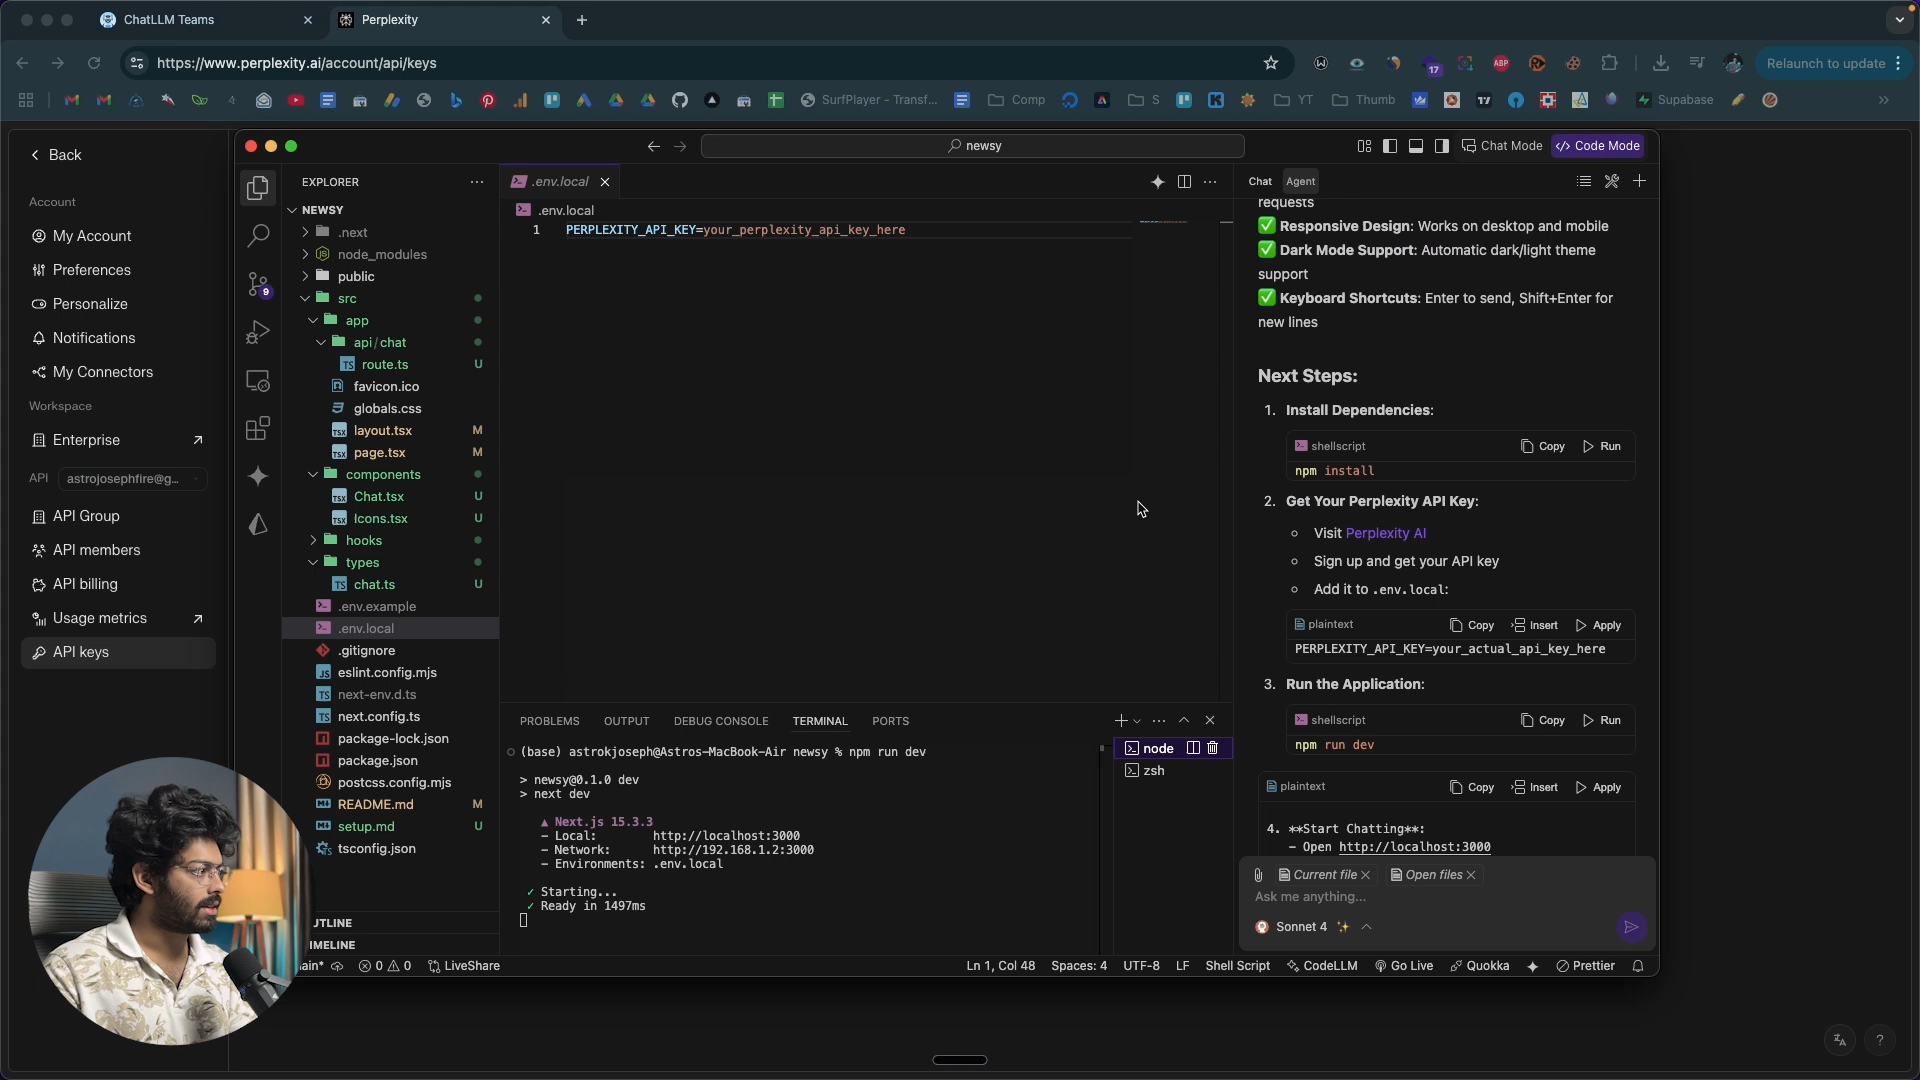 ChatLLM Teams
Perplexity
https://www.perplexity.ai/account/api/keys
17
ABP
Relaunch to update
SurfPlayer - Transf...
Comp
S
YT
Thumb
Supabase
Back
Account
My Account
Preferences
Personalize
Notifications
My Connectors
Workspace
Enterprise
API astrojosephfire@g...
API Group
API members
API billing
Usage metrics
API keys
newsy
Chat Mode
Code Mode
EXPLORER
NEWSY
.next
node_modules
public
src
app
api/chat
route.ts U
favicon.ico
globals.css
layout.tsx M
page.tsx M
components
Chat.tsx U
Icons.tsx U
hooks
types
chat.ts U
.env.example
.env.local
.gitignore
eslint.config.mjs
next-env.d.ts
next.config.ts
package-lock.json
package.json
postcss.config.mjs
README.md M
setup.md U
tsconfig.json
UTLINE
IMELINE
9
.env.local
.env.local
1 PERPLEXITY_API_KEY=your_perplexity_api_key_here
PROBLEMS OUTPUT DEBUG CONSOLE TERMINAL PORTS
(base) astrokjoseph@Astros-MacBook-Air newsy % npm run dev
> newsy@0.1.0 dev
> next dev
▲ Next.js 15.3.3
- Local: http://localhost:3000
- Network: http://192.168.1.2:3000
- Environments: .env.local
✓ Starting...
✓ Ready in 1497ms
node
zsh
Chat Agent
requests
✅ Responsive Design: Works on desktop and mobile
✅ Dark Mode Support: Automatic dark/light theme
support
✅ Keyboard Shortcuts: Enter to send, Shift+Enter for
new lines
Next Steps:
1. Install Dependencies:
shellscript Copy Run
npm install
2. Get Your Perplexity API Key:
Visit Perplexity AI
Sign up and get your API key
Add it to .env.local:
plaintext Copy Insert Apply
PERPLEXITY_API_KEY=your_actual_api_key_here
3. Run the Application:
shellscript Copy Run
npm run dev
plaintext Copy Insert Apply
4. **Start Chatting**:
- Open http://localhost:3000
Current file Open files
Ask me anything...
Sonnet 4
ain* 0 0 LiveShare
Ln 1, Col 48 Spaces: 4 UTF-8 LF Shell Script CodeLLM Go Live Quokka Prettier